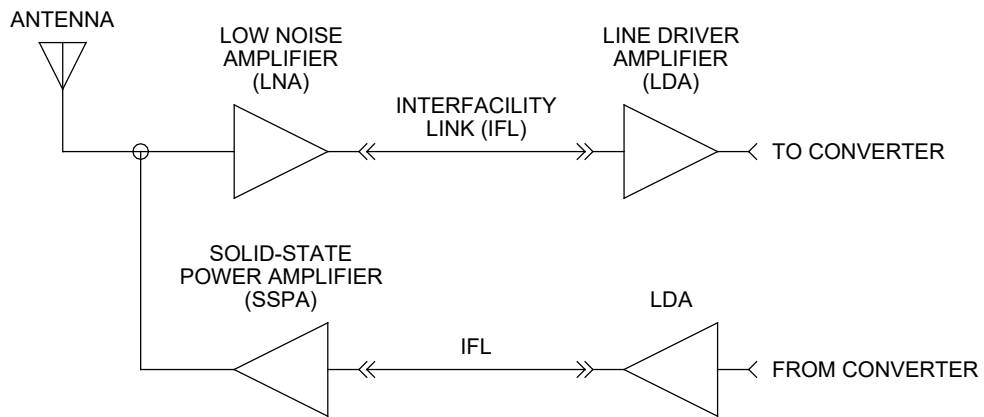 ANTENNA
LOW NOISE
AMPLIFIER
(LNA)
INTERFACILITY
LINK (IFL)
LINE DRIVER
AMPLIFIER
(LDA)
TO CONVERTER
SOLID-STATE
POWER AMPLIFIER
(SSPA)
IFL
LDA
FROM CONVERTER